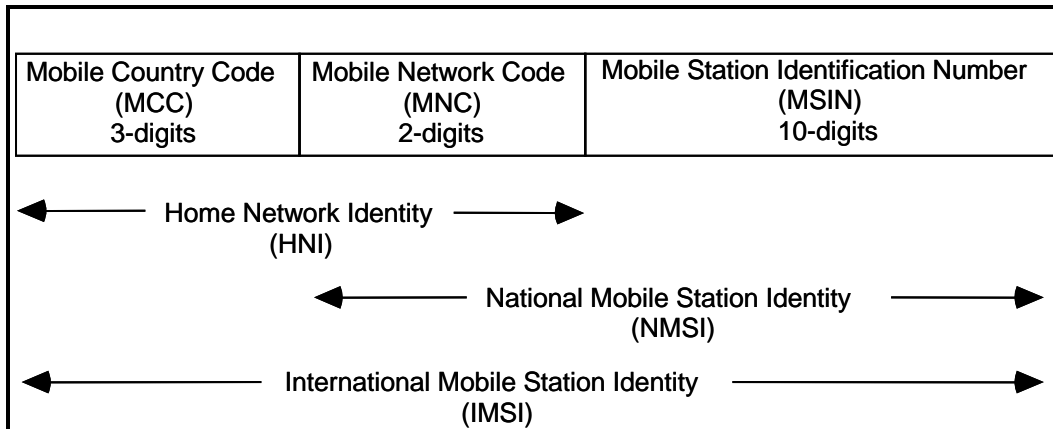 Mobile Country Code
(MCC)
3-digits
Mobile Network Code
(MNC)
2-digits
Mobile Station Identification Number
(MSIN)
10-digits
Home Network Identity
(HNI)
National Mobile Station Identity
(NMSI)
International Mobile Station Identity
(IMSI)